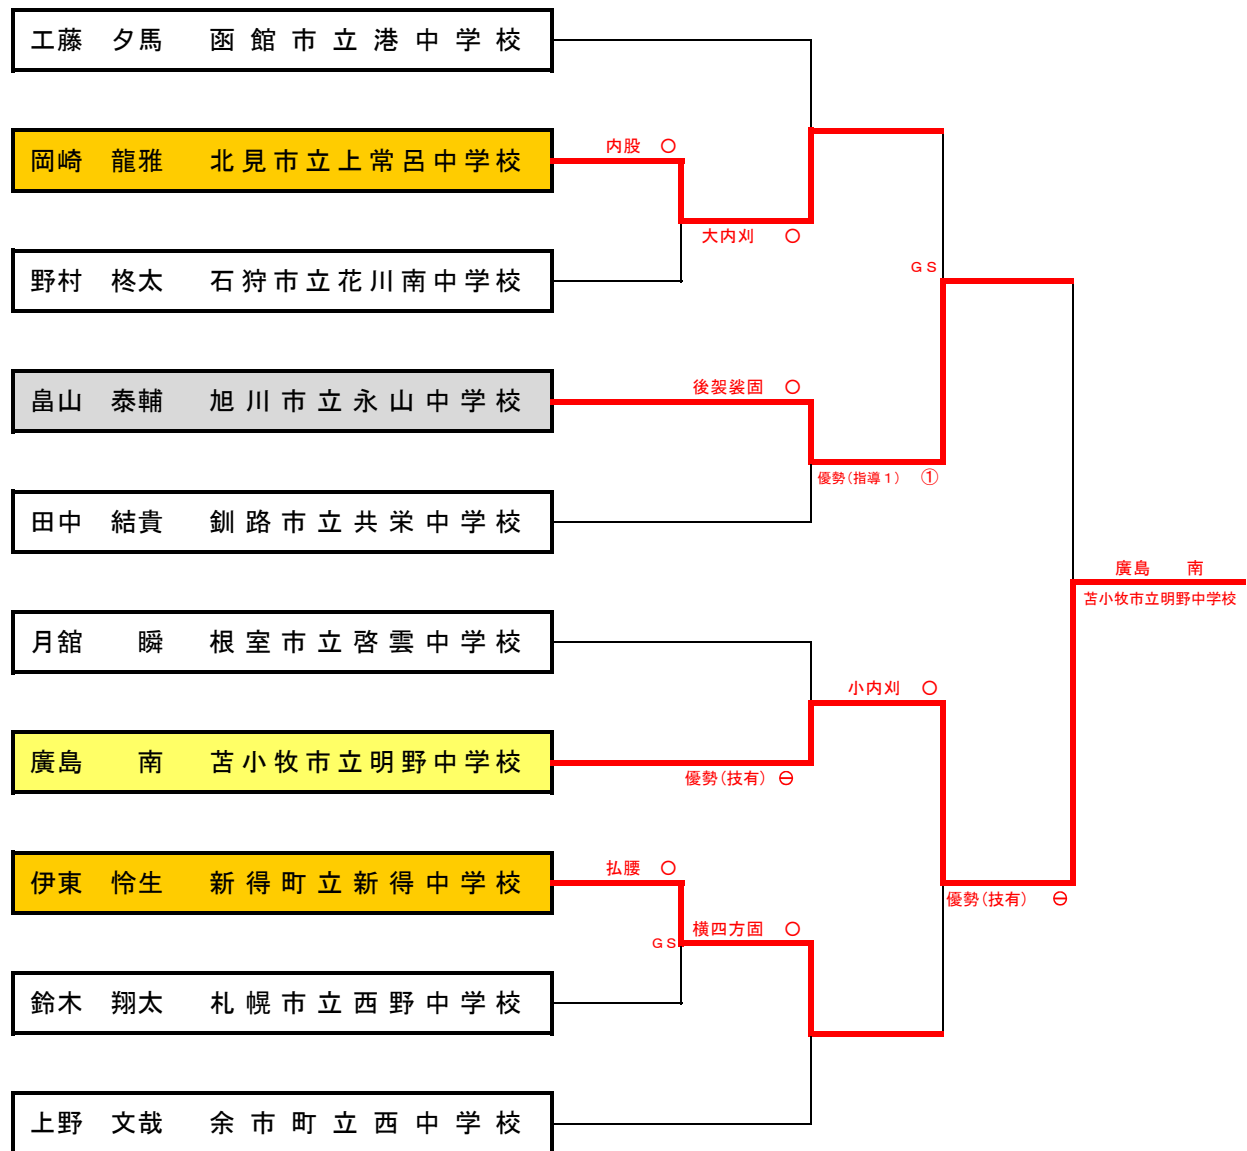 工藤　夕馬　函館市立港中学校
岡崎　龍雅　北見市立上常呂中学校
内股　○
大内刈　○
野村　柊太　石狩市立花川南中学校
GS
畠山　泰輔　旭川市立永山中学校
後袈裟固　○
優勢(指導1)　①
田中　結貴　釧路市立共栄中学校
廣島　南
苫小牧市立明野中学校
月舘　瞬　根室市立啓雲中学校
小内刈　○
廣島　南　苫小牧市立明野中学校
優勢(技有)　⊖
伊東　怜生　新得町立新得中学校
払腰　○
優勢(技有)　⊖
横四方固　○
GS
鈴木　翔太　札幌市立西野中学校
上野　文哉　余市町立西中学校